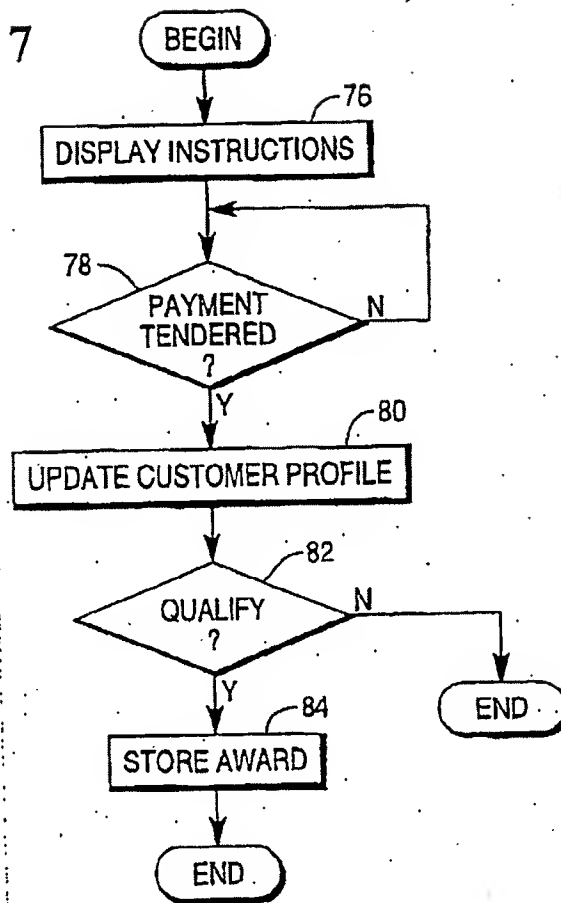 7
BEGIN
76
DISPLAY INSTRUCTIONS
78
PAYMENT
TENDERED
?
N
Y
80
UPDATE CUSTOMER PROFILE
82
QUALIFY
?
N
Y
END
84
STORE AWARD
END